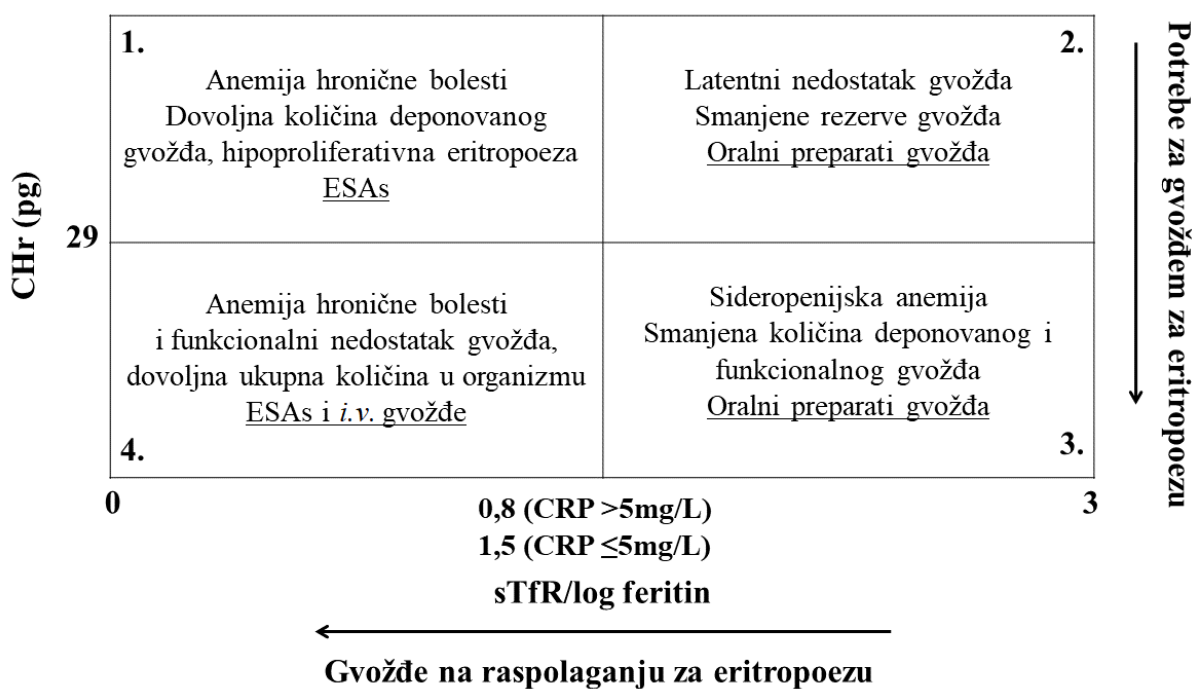 1.
Anemija hronične bolesti
Dovoljna količina deponovanog
gvožđa, hipoproliferativna eritropoeza
ESAs
2.
Latentni nedostatak gvožđa
Smanjene rezerve gvožđa
Oralni preparati gvožđa
CHr (pg)
29
Anemija hronične bolesti
i funkcionalni nedostatak gvožđa,
dovoljna ukupna količina u organizmu
ESAs i i.v. gvožđe
4.
Sideropenijska anemija
Smanjena količina deponovanog i
funkcionalnog gvožđa
Oralni preparati gvožđa
3.
Potrebe za gvožđem za eritropoezu
0
0,8 (CRP >5mg/L)
3
1,5 (CRP ≤5mg/L)
sTfR/log feritin
Gvožđe na raspolaganju za eritropoezu